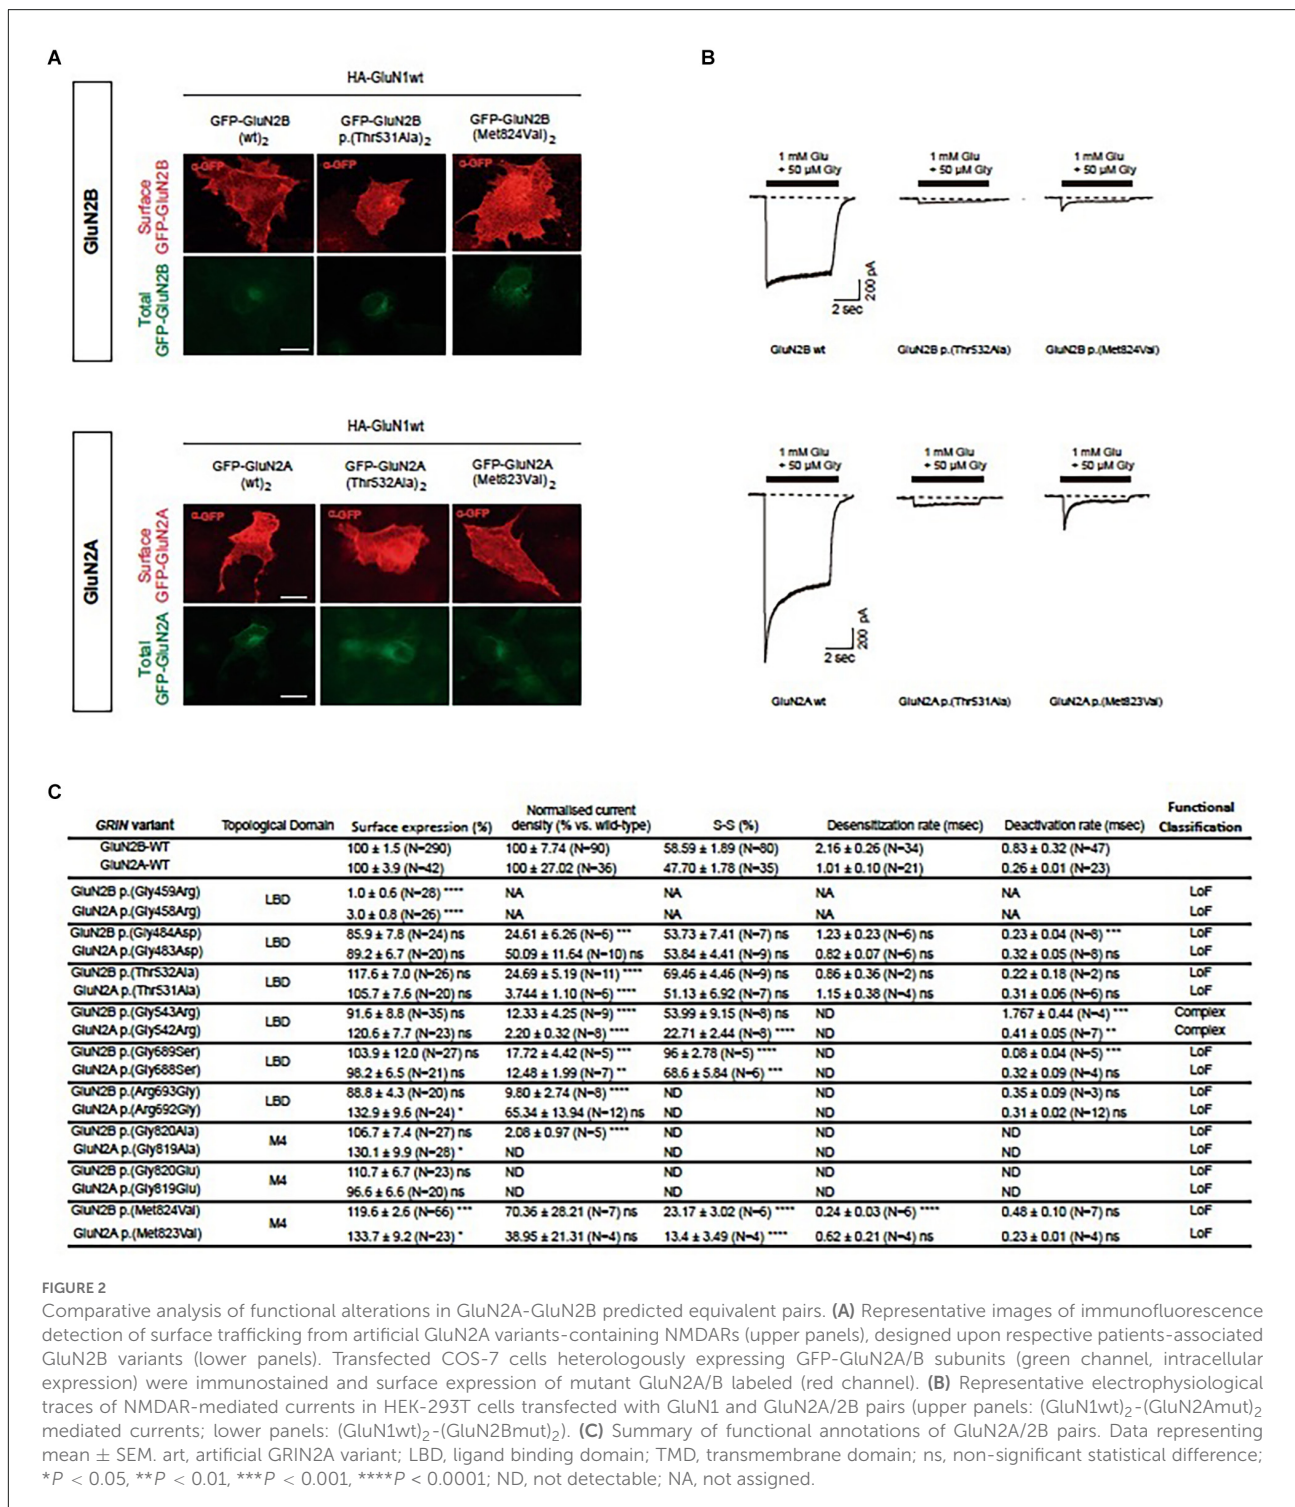 A
HA-GluN1wt
GFP-GluN2B
(wt)2
GFP-GluN2B
p.(Thr531Ala)2
GFP-GluN2B
(Met824Val)2
GluN2B
Surface
GFP-GluN2B
α-GFP
α-GFP
α-GFP
Total
GFP-GluN2B
HA-GluN1wt
GFP-GluN2A
(wt)2
GFP-GluN2A
(Thr532Ala)2
GFP-GluN2A
(Met823Val)2
GluN2A
Surface
GFP-GluN2A
α-GFP
α-GFP
α-GFP
Total
GFP-GluN2A
B
1 mM Glu
+ 50 µM Gly
1 mM Glu
+ 50 µM Gly
1 mM Glu
+ 50 µM Gly
200 pA
2 sec
GluN2B wt
GluN2B p.(Thr532Ala)
GluN2B p.(Met824Val)
1 mM Glu
+ 50 µM Gly
1 mM Glu
+ 50 µM Gly
1 mM Glu
+ 50 µM Gly
200 pA
2 sec
GluN2A wt
GluN2A p.(Thr531Ala)
GluN2A p.(Met823Val)
C
GRIN variant Topological Domain Surface expression (%) Normalised current density (% vs. wild-type) S-S (%) Desensitization rate (msec) Deactivation rate (msec) Functional Classification
GluN2B-WT 100 ± 1.5 (N=290) 100 ± 7.74 (N=90) 58.59 ± 1.89 (N=80) 2.16 ± 0.26 (N=34) 0.83 ± 0.32 (N=47)
GluN2A-WT 100 ± 3.9 (N=42) 100 ± 27.02 (N=36) 47.70 ± 1.78 (N=35) 1.01 ± 0.10 (N=21) 0.26 ± 0.01 (N=23)
GluN2B p.(Gly459Arg) LBD 1.0 ± 0.6 (N=28) **** NA NA NA NA LoF
GluN2A p.(Gly458Arg) 3.0 ± 0.8 (N=26) **** NA NA NA NA LoF
GluN2B p.(Gly484Asp) LBD 85.9 ± 7.8 (N=24) ns 24.61 ± 6.26 (N=6) *** 53.73 ± 7.41 (N=7) ns 1.23 ± 0.23 (N=6) ns 0.23 ± 0.04 (N=8) *** LoF
GluN2A p.(Gly483Asp) 89.2 ± 6.7 (N=20) ns 50.09 ± 11.64 (N=10) ns 53.84 ± 4.41 (N=9) ns 0.82 ± 0.07 (N=6) ns 0.32 ± 0.05 (N=8) ns LoF
GluN2B p.(Thr532Ala) LBD 117.6 ± 7.0 (N=26) ns 24.69 ± 5.19 (N=11) **** 69.46 ± 4.46 (N=9) ns 0.86 ± 0.36 (N=2) ns 0.22 ± 0.18 (N=2) ns LoF
GluN2A p.(Thr531Ala) 105.7 ± 7.6 (N=20) ns 3.744 ± 1.10 (N=6) **** 51.13 ± 6.92 (N=7) ns 1.15 ± 0.38 (N=4) ns 0.31 ± 0.06 (N=6) ns LoF
GluN2B p.(Gly543Arg) LBD 91.6 ± 8.8 (N=35) ns 12.33 ± 4.25 (N=9) **** 53.99 ± 9.15 (N=8) ns ND 1.767 ± 0.44 (N=4) *** Complex
GluN2A p.(Gly542Arg) 120.6 ± 7.7 (N=23) ns 2.20 ± 0.32 (N=8) **** 22.71 ± 2.44 (N=8) **** ND 0.41 ± 0.05 (N=7) ** Complex
GluN2B p.(Gly689Ser) LBD 103.9 ± 12.0 (N=27) ns 17.72 ± 4.42 (N=5) *** 96 ± 2.78 (N=5) **** ND 0.08 ± 0.04 (N=5) *** LoF
GluN2A p.(Gly688Ser) 98.2 ± 6.5 (N=21) ns 12.48 ± 1.99 (N=7) ** 68.6 ± 5.84 (N=6) *** ND 0.32 ± 0.09 (N=4) ns LoF
GluN2B p.(Arg693Gly) LBD 88.8 ± 4.3 (N=20) ns 9.80 ± 2.74 (N=8) **** ND ND 0.35 ± 0.09 (N=3) ns LoF
GluN2A p.(Arg692Gly) 132.9 ± 9.6 (N=24) * 65.34 ± 13.94 (N=12) ns ND ND 0.31 ± 0.02 (N=12) ns LoF
GluN2B p.(Gly820Ala) M4 106.7 ± 7.4 (N=27) ns 2.08 ± 0.97 (N=5) **** ND ND ND LoF
GluN2A p.(Gly819Ala) 130.1 ± 9.9 (N=28) * ND ND ND ND LoF
GluN2B p.(Gly820Glu) M4 110.7 ± 6.7 (N=23) ns ND ND ND ND LoF
GluN2A p.(Gly819Glu) 96.6 ± 6.6 (N=20) ns ND ND ND ND LoF
GluN2B p.(Met824Val) M4 119.6 ± 2.6 (N=66) *** 70.36 ± 28.21 (N=7) ns 23.17 ± 3.02 (N=6) **** 0.24 ± 0.03 (N=6) **** 0.48 ± 0.10 (N=7) ns LoF
GluN2A p.(Met823Val) 133.7 ± 9.2 (N=23) * 38.95 ± 21.31 (N=4) ns 13.4 ± 3.49 (N=4) **** 0.62 ± 0.21 (N=4) ns 0.23 ± 0.01 (N=4) ns LoF
FIGURE 2
Comparative analysis of functional alterations in GluN2A-GluN2B predicted equivalent pairs. (A) Representative images of immunofluorescence
detection of surface trafficking from artificial GluN2A variants-containing NMDARs (upper panels), designed upon respective patients-associated
GluN2B variants (lower panels). Transfected COS-7 cells heterologously expressing GFP-GluN2A/B subunits (green channel, intracellular
expression) were immunostained and surface expression of mutant GluN2A/B labeled (red channel). (B) Representative electrophysiological
traces of NMDAR-mediated currents in HEK-293T cells transfected with GluN1 and GluN2A/2B pairs (upper panels: (GluN1wt)2-(GluN2Amut)2
mediated currents; lower panels: (GluN1wt)2-(GluN2Bmut)2). (C) Summary of functional annotations of GluN2A/2B pairs. Data representing
mean ± SEM. art, artificial GRIN2A variant; LBD, ligand binding domain; TMD, transmembrane domain; ns, non-significant statistical difference;
*P < 0.05, **P < 0.01, ***P < 0.001, ****P < 0.0001; ND, not detectable; NA, not assigned.